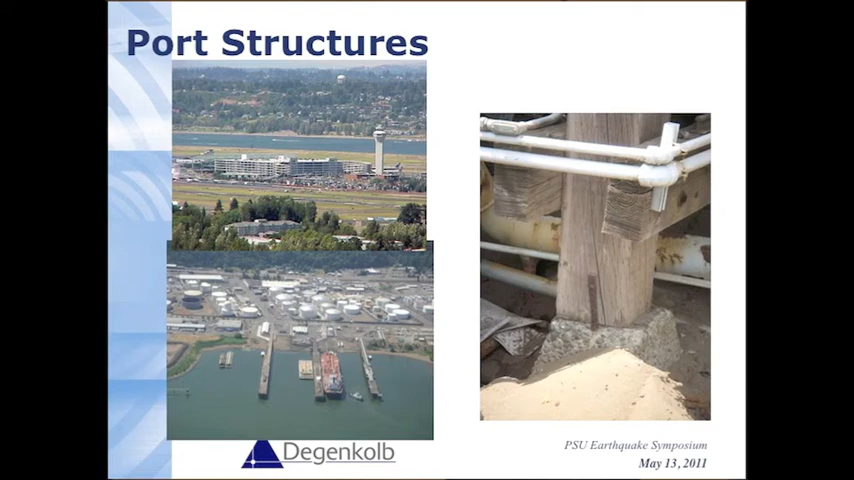 Port Structures
Degenkolb
PSU Earthquake Symposium
May 13, 2011